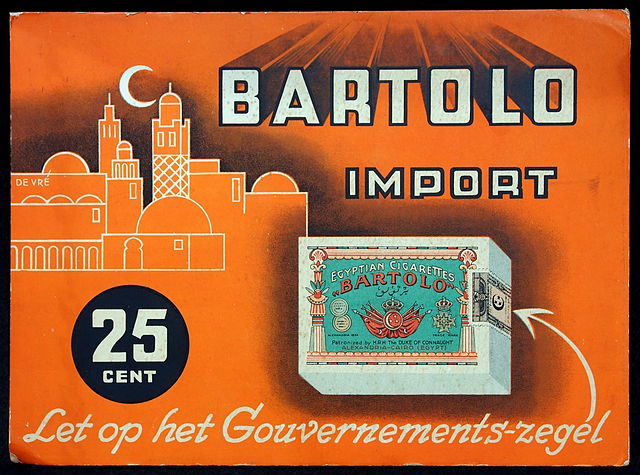 BARTOLO
IMPORT
DE VRÉ
EGYPTIAN CIGARETTES
"BARTOLO"
Patronized by H.R.H. The DUKE OF CONNAUGHT
ALEXANDRIA-CAIRO (EGYPT)
25
CENT
Let op het Gouvernements-zegel